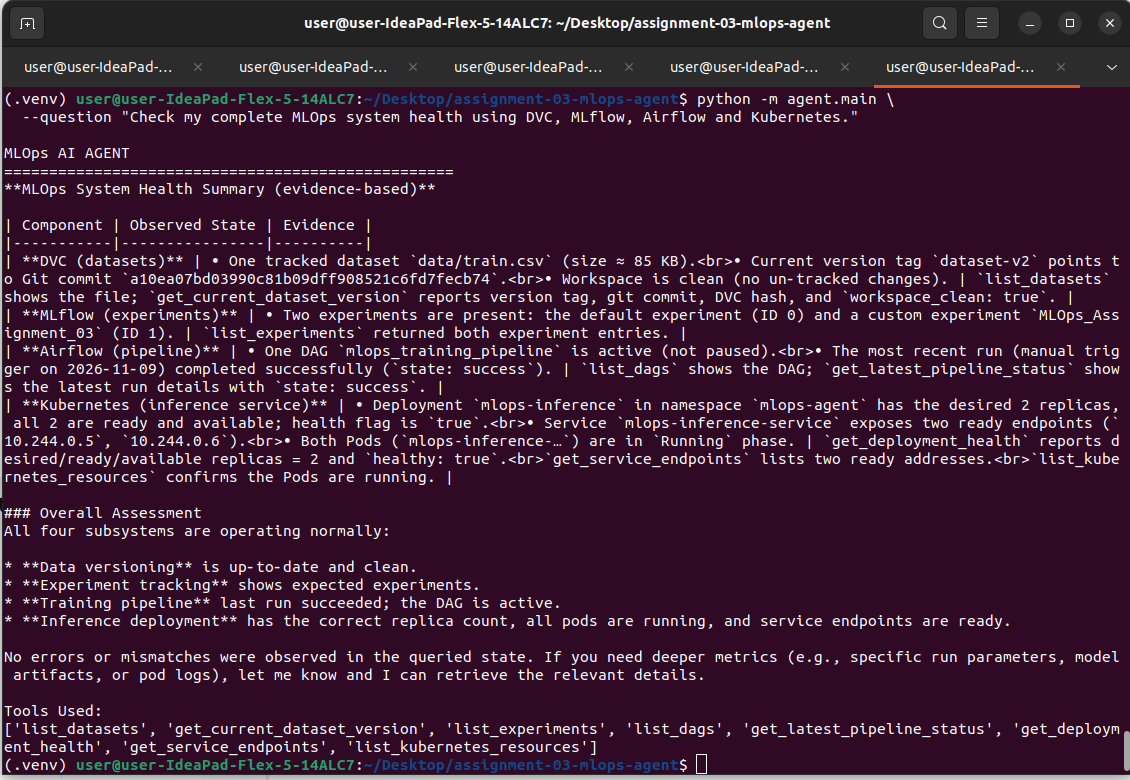 user@user-IdeaPad-Flex-5-14ALC7: ~/Desktop/assignment-03-mlops-agent
user@user-IdeaPad-... × user@user-IdeaPad-... × user@user-IdeaPad-... × user@user-IdeaPad-... × user@user-IdeaPad-... ×
(.venv) user@user-IdeaPad-Flex-5-14ALC7:~/Desktop/assignment-03-mlops-agent$ python -m agent.main \
  --question "Check my complete MLOps system health using DVC, MLflow, Airflow and Kubernetes."
MLOps AI AGENT
==================================================
**MLOps System Health Summary (evidence-based)**
| Component | Observed State | Evidence |
|-----------|----------------|----------|
| **DVC (datasets)** | • One tracked dataset `data/train.csv` (size ≈ 85 KB).<br>• Current version tag `dataset-v2` points t
o Git commit `a10ea07bd03990c81b09dff908521c6fd7fecb74`.<br>• Workspace is clean (no un-tracked changes). | `list_datasets`
shows the file; `get_current_dataset_version` reports version tag, git commit, DVC hash, and `workspace_clean: true`. |
| **MLflow (experiments)** | • Two experiments are present: the default experiment (ID 0) and a custom experiment `MLOps_Ass
ignment_03` (ID 1). | `list_experiments` returned both experiment entries. |
| **Airflow (pipeline)** | • One DAG `mlops_training_pipeline` is active (not paused).<br>• The most recent run (manual trig
ger on 2026-11-09) completed successfully (`state: success`). | `list_dags` shows the DAG; `get_latest_pipeline_status` show
s the latest run details with `state: success`. |
| **Kubernetes (inference service)** | • Deployment `mlops-inference` in namespace `mlops-agent` has the desired 2 replicas,
 all 2 are ready and available; health flag is `true`.<br>• Service `mlops-inference-service` exposes two ready endpoints (`
10.244.0.5`, `10.244.0.6`).<br>• Both Pods (`mlops-inference-…`) are in `Running` phase. | `get_deployment_health` reports d
esired/ready/available replicas = 2 and `healthy: true`.<br>`get_service_endpoints` lists two ready addresses.<br>`list_kube
rnetes_resources` confirms the Pods are running. |
### Overall Assessment
All four subsystems are operating normally:
* **Data versioning** is up-to-date and clean.
* **Experiment tracking** shows expected experiments.
* **Training pipeline** last run succeeded; the DAG is active.
* **Inference deployment** has the correct replica count, all pods are running, and service endpoints are ready.
No errors or mismatches were observed in the queried state. If you need deeper metrics (e.g., specific run parameters, model
 artifacts, or pod logs), let me know and I can retrieve the relevant details.
Tools Used:
['list_datasets', 'get_current_dataset_version', 'list_experiments', 'list_dags', 'get_latest_pipeline_status', 'get_deploym
ent_health', 'get_service_endpoints', 'list_kubernetes_resources']
(.venv) user@user-IdeaPad-Flex-5-14ALC7:~/Desktop/assignment-03-mlops-agent$